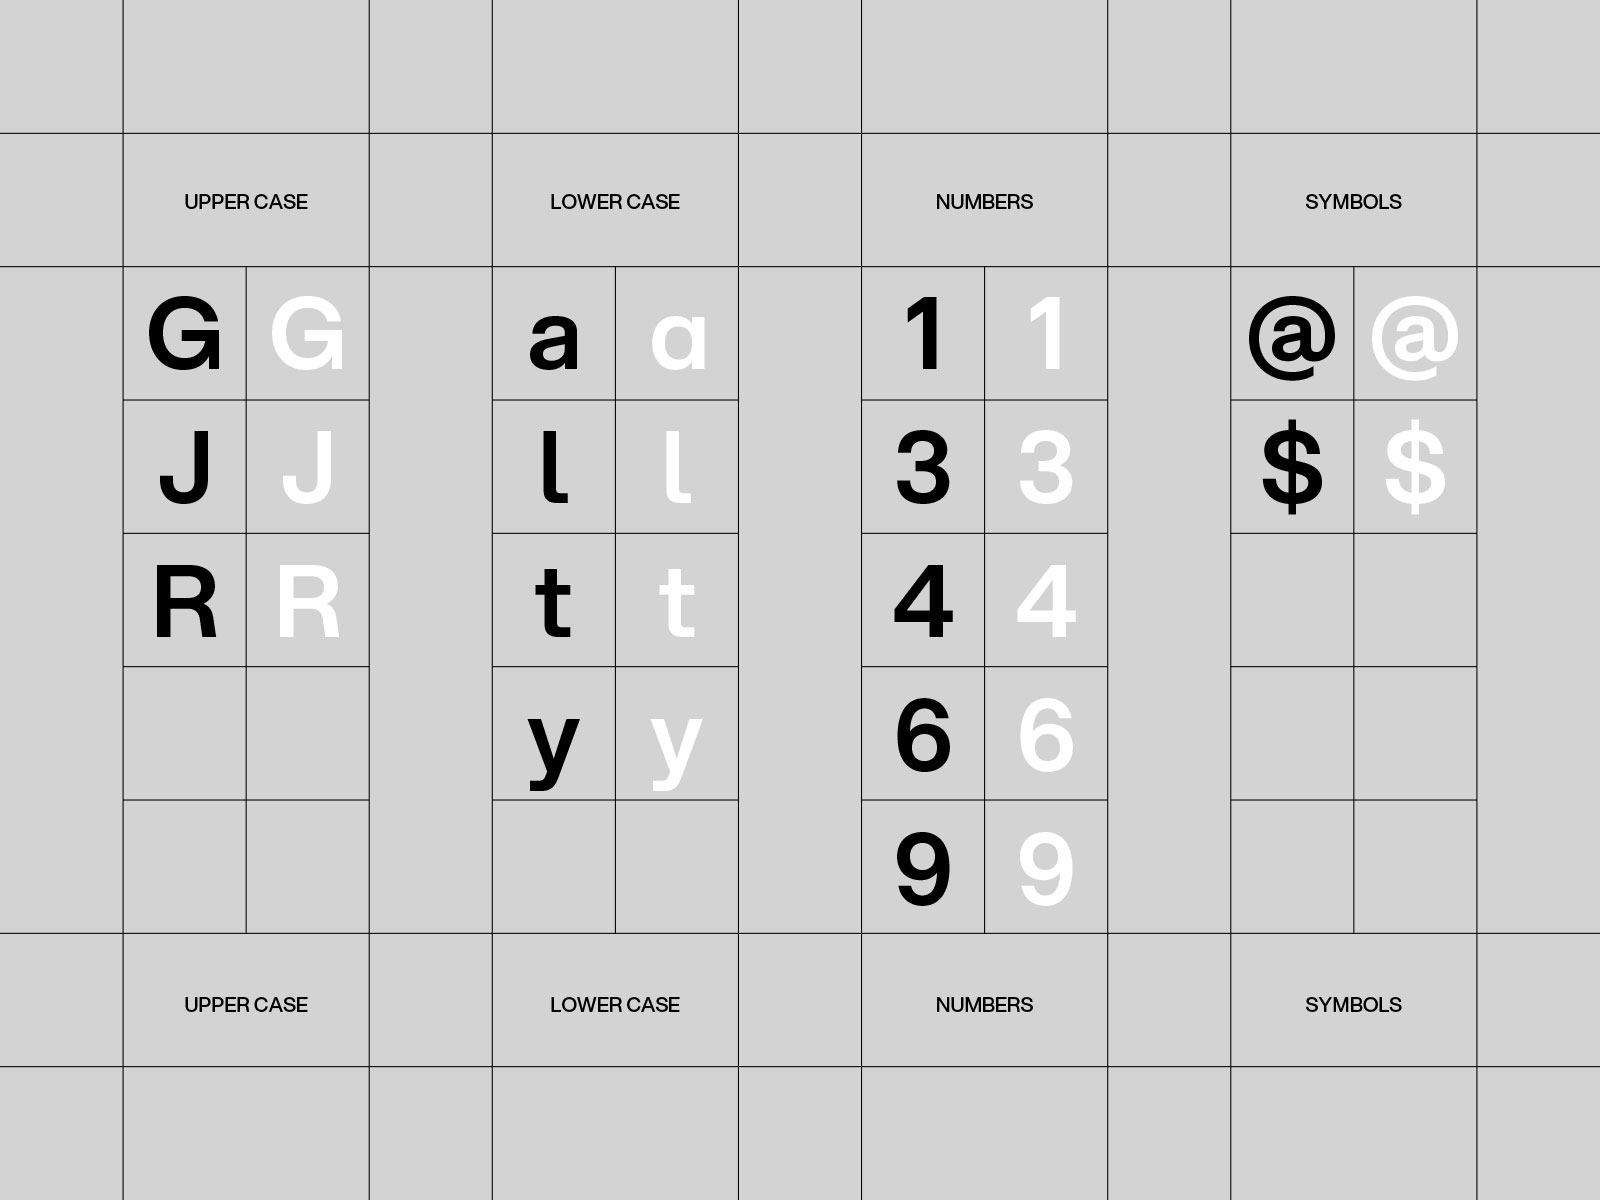 UPPER CASE LOWER CASE NUMBERS SYMBOLS
G G a ɑ 1 1 @ @
J J l l 3 3 $ $
R R t t 4 4
y y 6 6
9 9
UPPER CASE LOWER CASE NUMBERS SYMBOLS